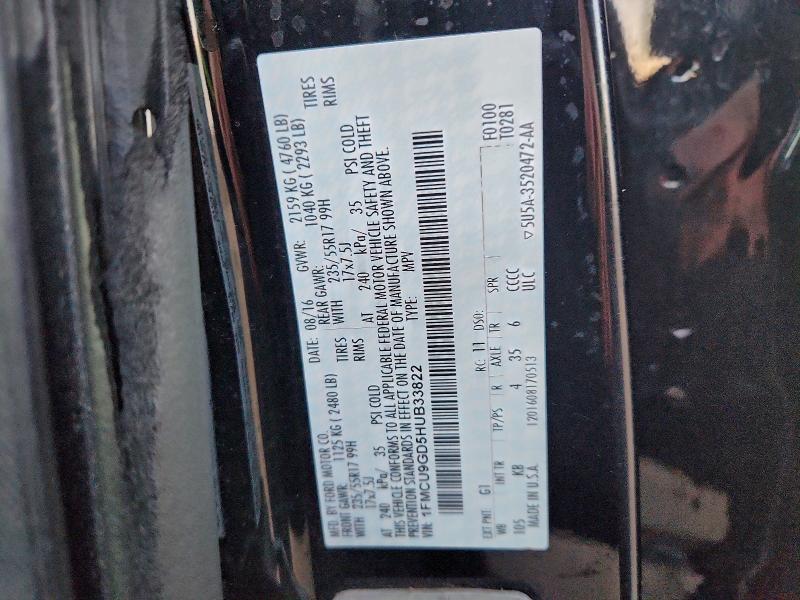 MFD. BY FORD MOTOR CO.
DATE: 08/16 GVWR: 2159 KG ( 4760 LB)
FRONT GAWR: 1125 KG ( 2480 LB) REAR GAWR: 1040 KG ( 2293 LB)
WITH 235/55R17 99H TIRES WITH 235/55R17 99H TIRES
17x7.5J RIMS 17x7.5J RIMS
AT 240 kPa/ 35 PSI COLD AT 240 kPa/ 35 PSI COLD
THIS VEHICLE CONFORMS TO ALL APPLICABLE FEDERAL MOTOR VEHICLE SAFETY AND THEFT
PREVENTION STANDARDS IN EFFECT ON THE DATE OF MANUFACTURE SHOWN ABOVE.
VIN: 1FMCU9GD5HUB33822 TYPE: MPV
EXT PNT: G1 RC: 11 DSO: F0100
WB INT TR TP/PS R AXLE TR SPR T0281
105 KB 4 35 6 CCCC
ULC
1201608170513 ▽5U5A-3520472-AA
MADE IN U.S.A.